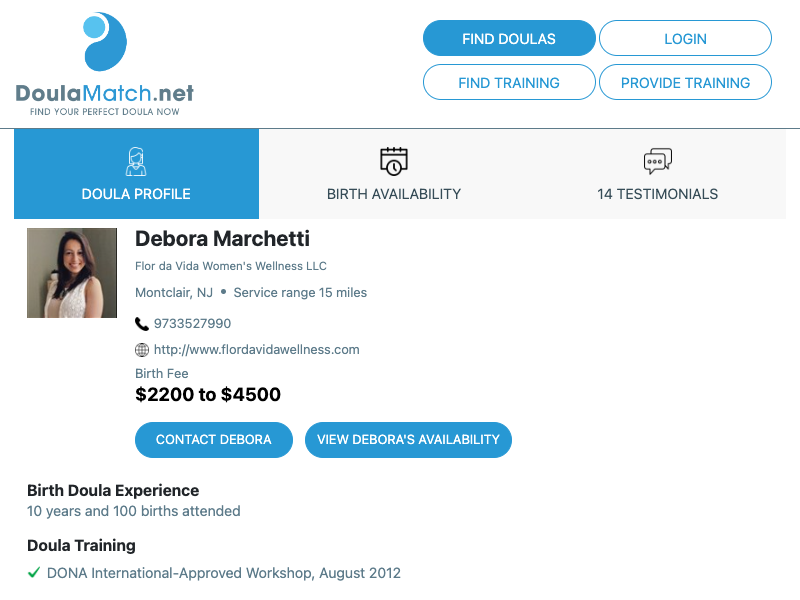 DoulaMatch.net
FIND YOUR PERFECT DOULA NOW
FIND DOULAS
LOGIN
FIND TRAINING
PROVIDE TRAINING
DOULA PROFILE
BIRTH AVAILABILITY
14 TESTIMONIALS
Debora Marchetti
Flor da Vida Women's Wellness LLC
Montclair, NJ • Service range 15 miles
9733527990
http://www.flordavidawellness.com
Birth Fee
$2200 to $4500
CONTACT DEBORA
VIEW DEBORA'S AVAILABILITY
Birth Doula Experience
10 years and 100 births attended
Doula Training
DONA International-Approved Workshop, August 2012